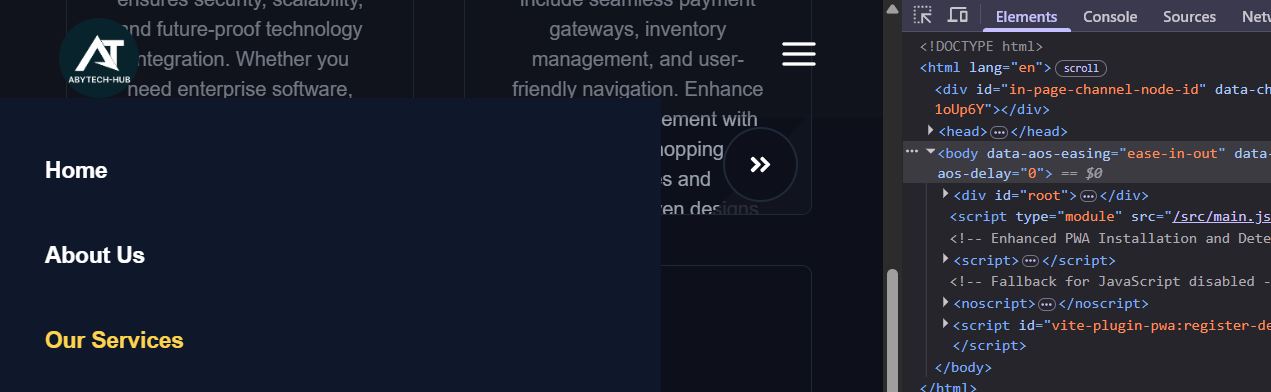 ensures security, scalability,
and future-proof technology
integration. Whether you
need enterprise software,
include seamless payment
gateways, inventory
management, and user-
friendly navigation. Enhance
ement with
hopping
s and
ven designs
AT
ABYTECH-HUB
Home
About Us
Our Services
Elements Console Sources Netw
<!DOCTYPE html>
<html lang="en"> scroll
<div id="in-page-channel-node-id" data-ch
1oUp6Y"></div>
<head> </head>
<body data-aos-easing="ease-in-out" data-
aos-delay="0"> == $0
<div id="root"> </div>
<script type="module" src="/src/main.js
<!-- Enhanced PWA Installation and Dete
<script> </script>
<!-- Fallback for JavaScript disabled -
<noscript> </noscript>
<script id="vite-plugin-pwa:register-de
</script>
</body>
</html>